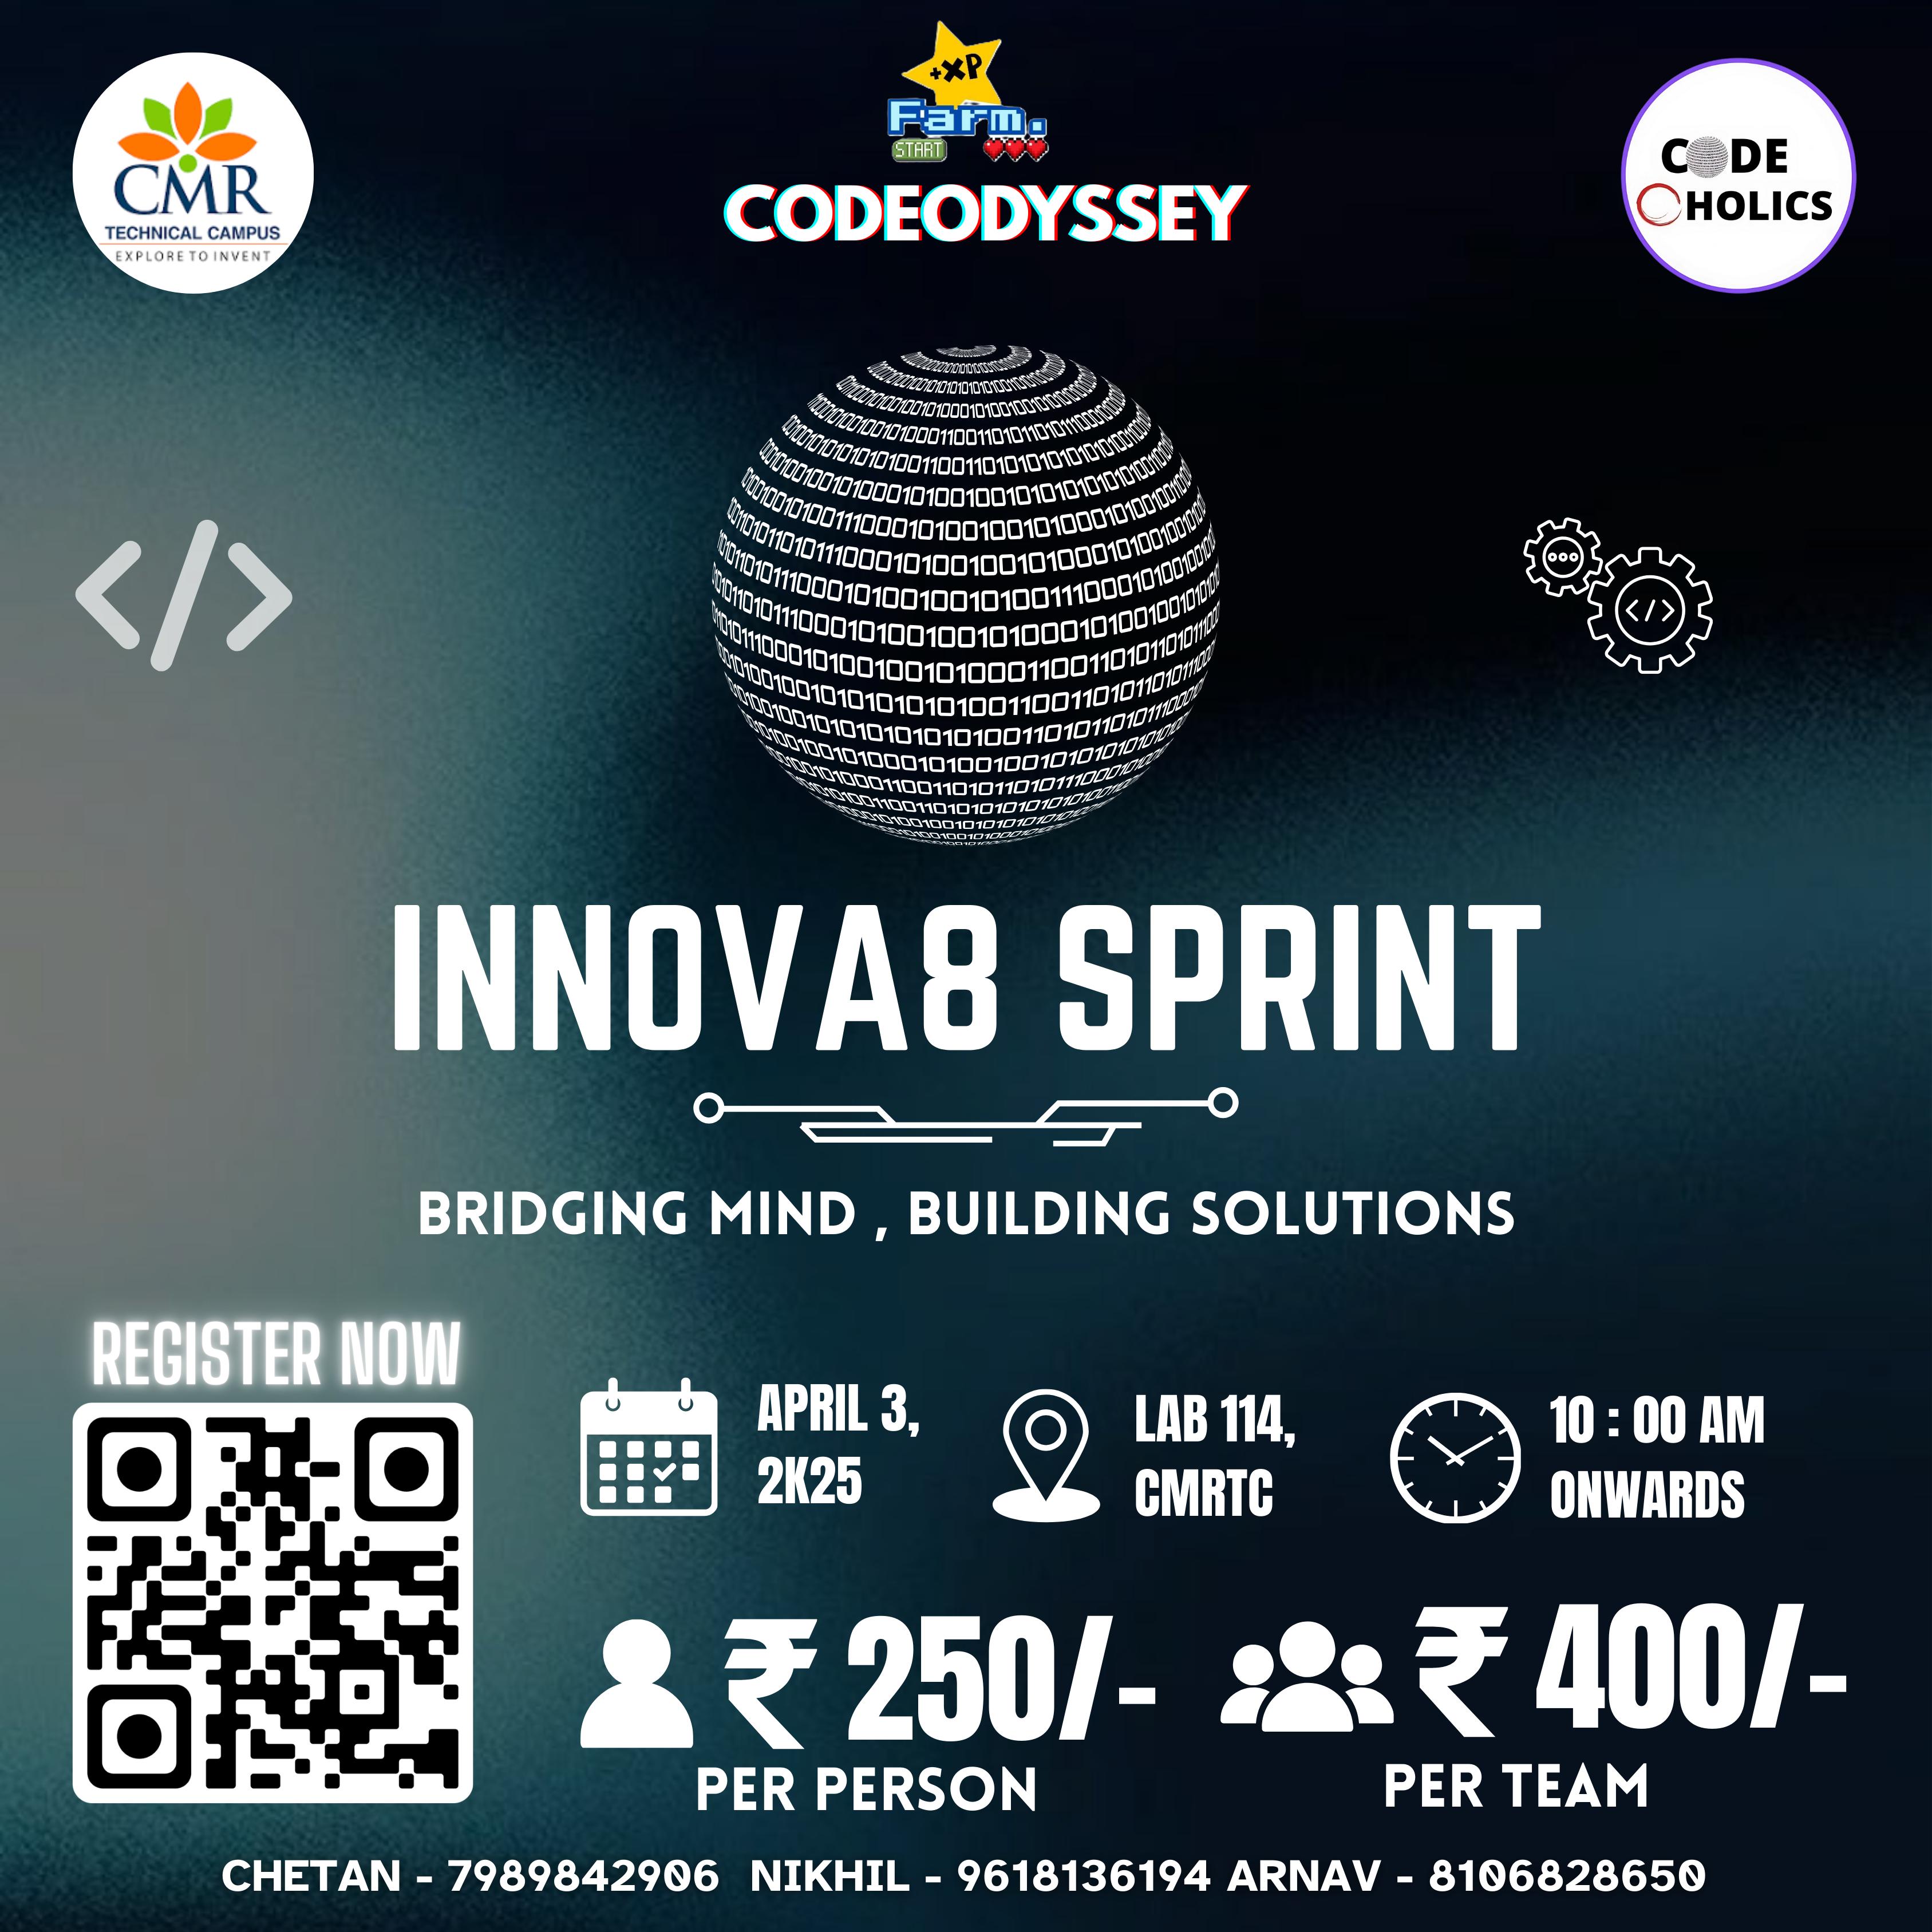 CMR
TECHNICAL CAMPUS
EXPLORE TO INVENT
+XP
Farm.
START
CODEODYSSEY
CODE
HOLICS
</>
</>
INNOVA8 SPRINT
BRIDGING MIND , BUILDING SOLUTIONS
REGISTER NOW
APRIL 3,
2K25
LAB 114,
CMRTC
10 : 00 AM
ONWARDS
₹ 250/-
PER PERSON
₹ 400/-
PER TEAM
CHETAN - 7989842906 NIKHIL - 9618136194 ARNAV - 8106828650